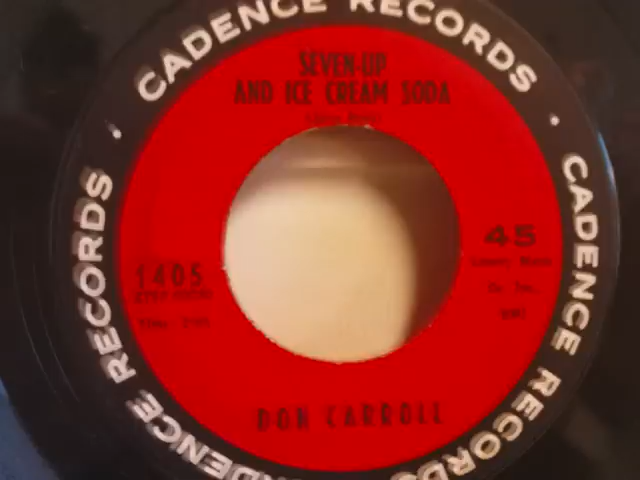 CADENCE RECORDS
CADENCE RECORDS
CADENCE RECORDS
SEVEN-UP
AND ICE CREAM SODA
1405
45
DON CARROLL